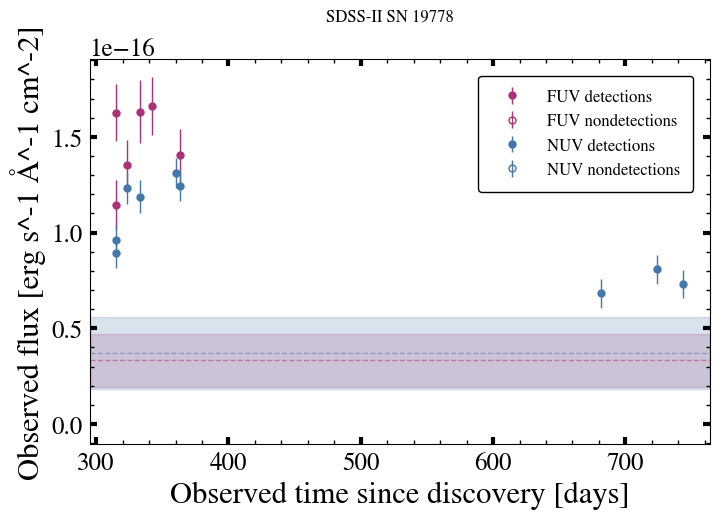 SDSS-II SN 19778
1e−16
FUV detections
FUV nondetections
NUV detections
NUV nondetections
1.5
1.0
0.5
0.0
Observed flux [erg s^-1 Å^-1 cm^-2]
300 400 500 600 700
Observed time since discovery [days]